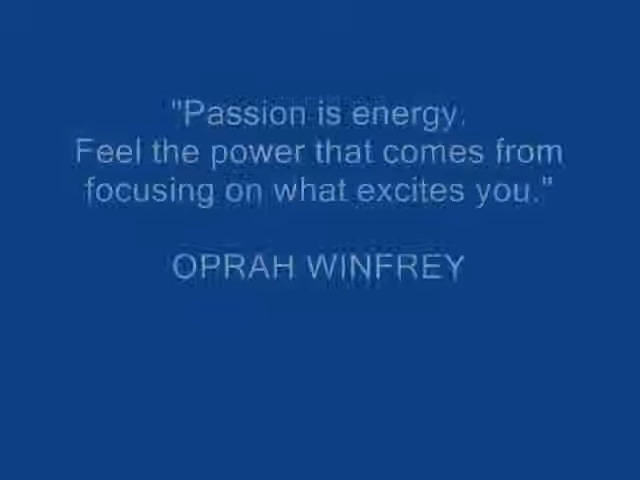 "Passion is energy.
Feel the power that comes from
focusing on what excites you."
OPRAH WINFREY